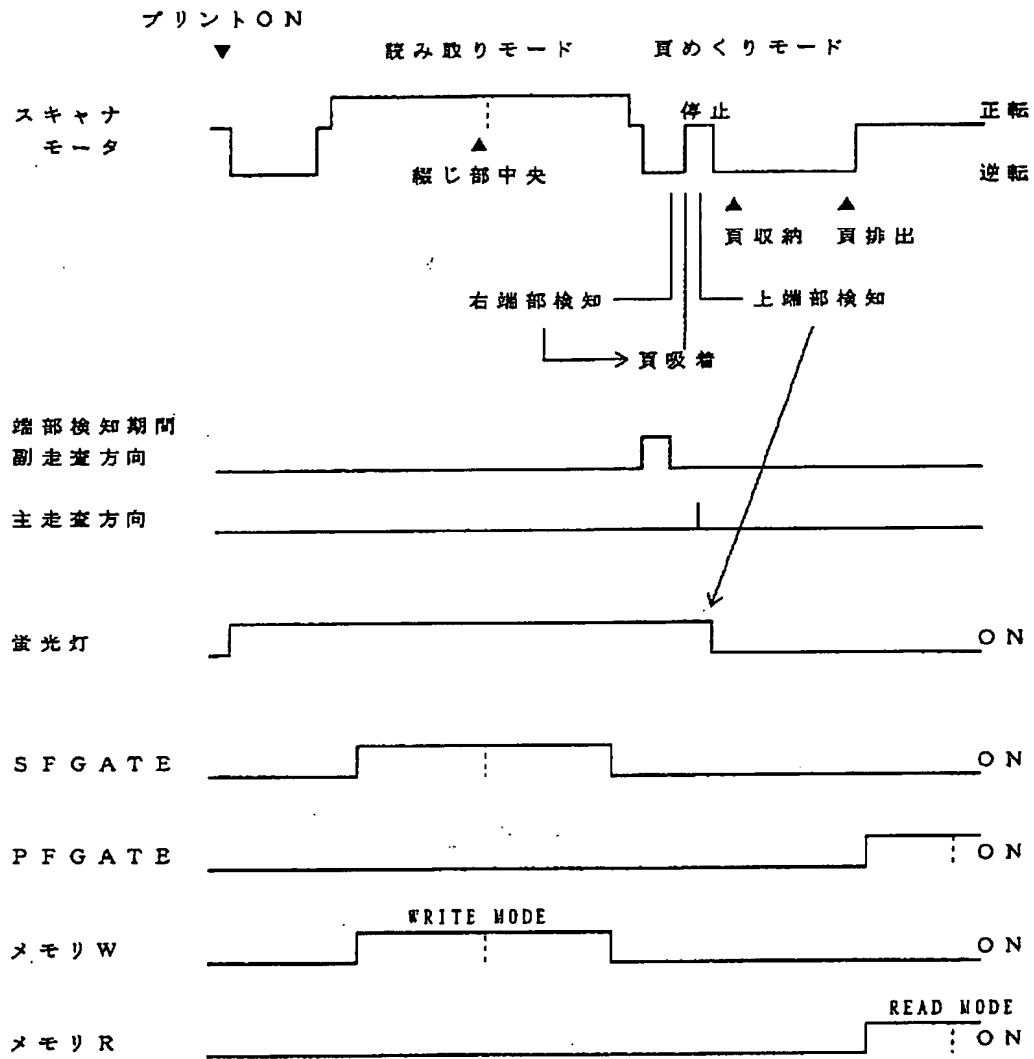 プリントON
▼
読み取りモード
頁めくりモード
スキャナ
モータ
停止
正転
逆転
▲
綴じ部中央
▲
頁収納
▲
頁排出
右端部検知
上端部検知
頁吸着
端部検知期間
副走査方向
主走査方向
蛍光灯
ON
SFGATE
ON
PFGATE
ON
WRITE MODE
メモリW
ON
READ MODE
メモリR
ON